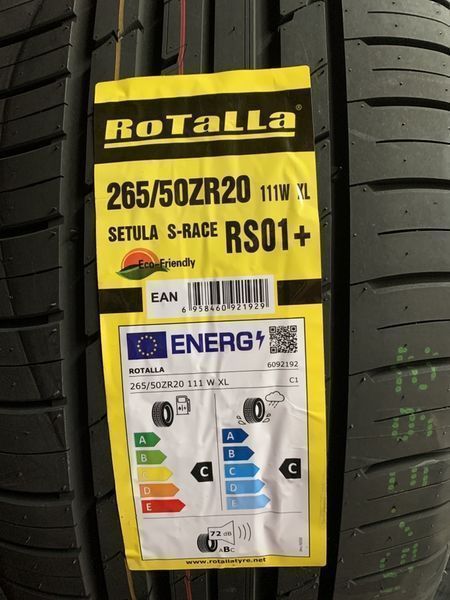 RoTaLLa®
265/50ZR20 111W XL
SETULA S-RACE RS01+
Eco-Friendly
EAN
6 958460 921929
ENERG
ROTALLA 6092192
265/50ZR20 111 W XL C1
A A
B B
C C C C
D D
E E
72 dB
ABC
www.rotallatyre.net